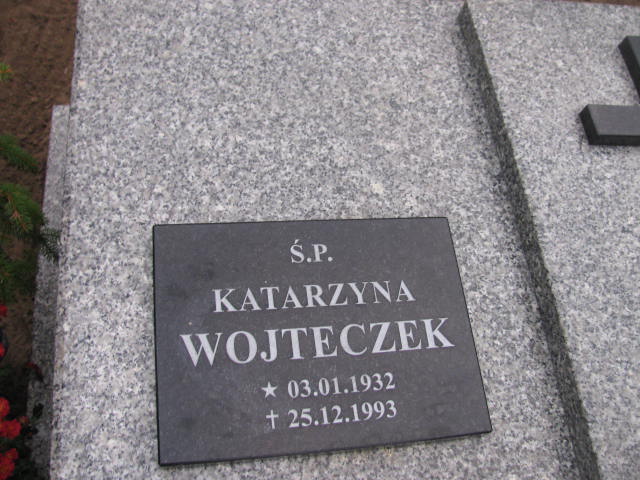 Ś.P.
KATARZYNA
WOJTECZEK
★ 03.01.1932
✝ 25.12.1993